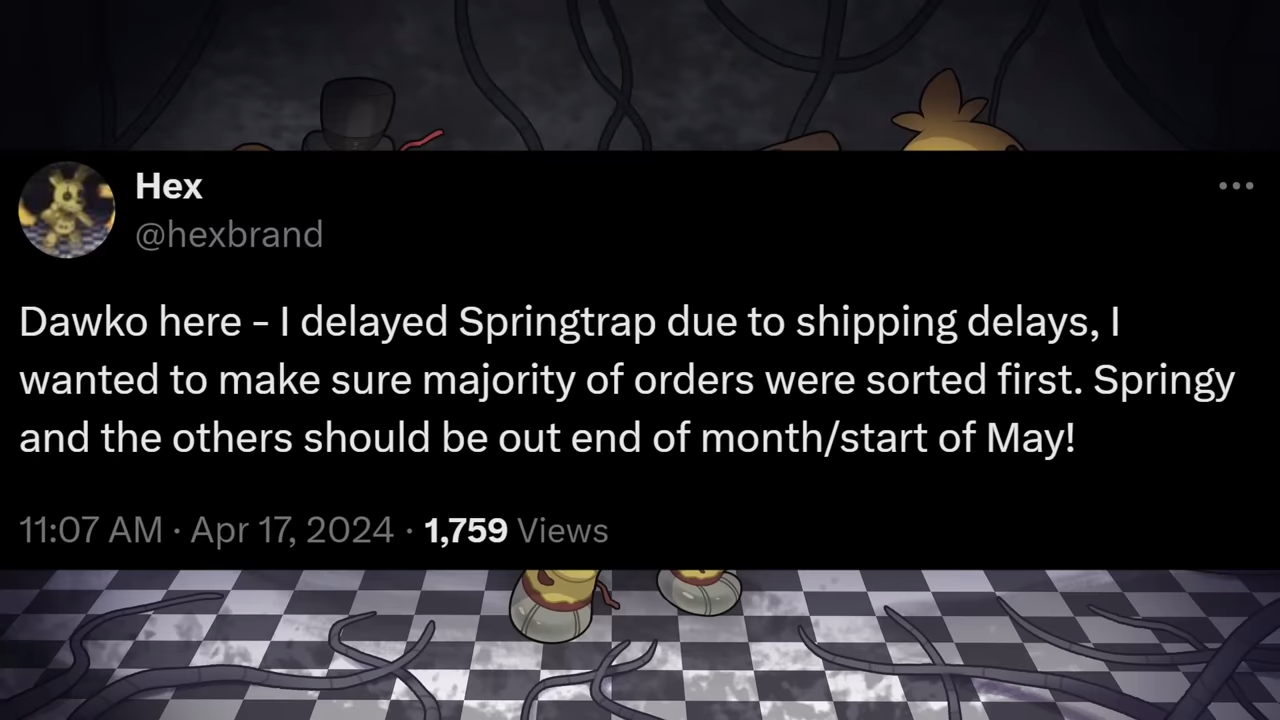 Hex
@hexbrand
Dawko here - I delayed Springtrap due to shipping delays, I
wanted to make sure majority of orders were sorted first. Springy
and the others should be out end of month/start of May!
11:07 AM · Apr 17, 2024 · 1,759 Views